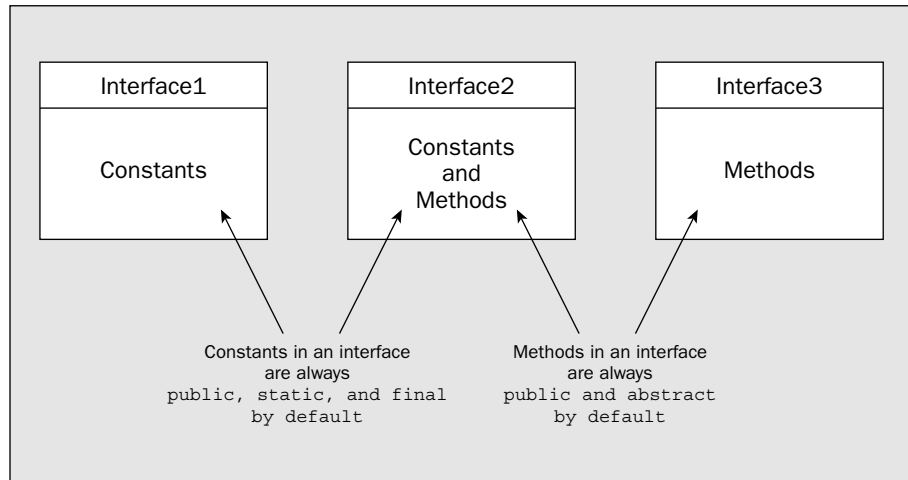 Interface1
Constants
Interface2
Constants
and
Methods
Interface3
Methods
Constants in an interface
are always
public, static, and final
by default
Methods in an interface
are always
public and abstract
by default